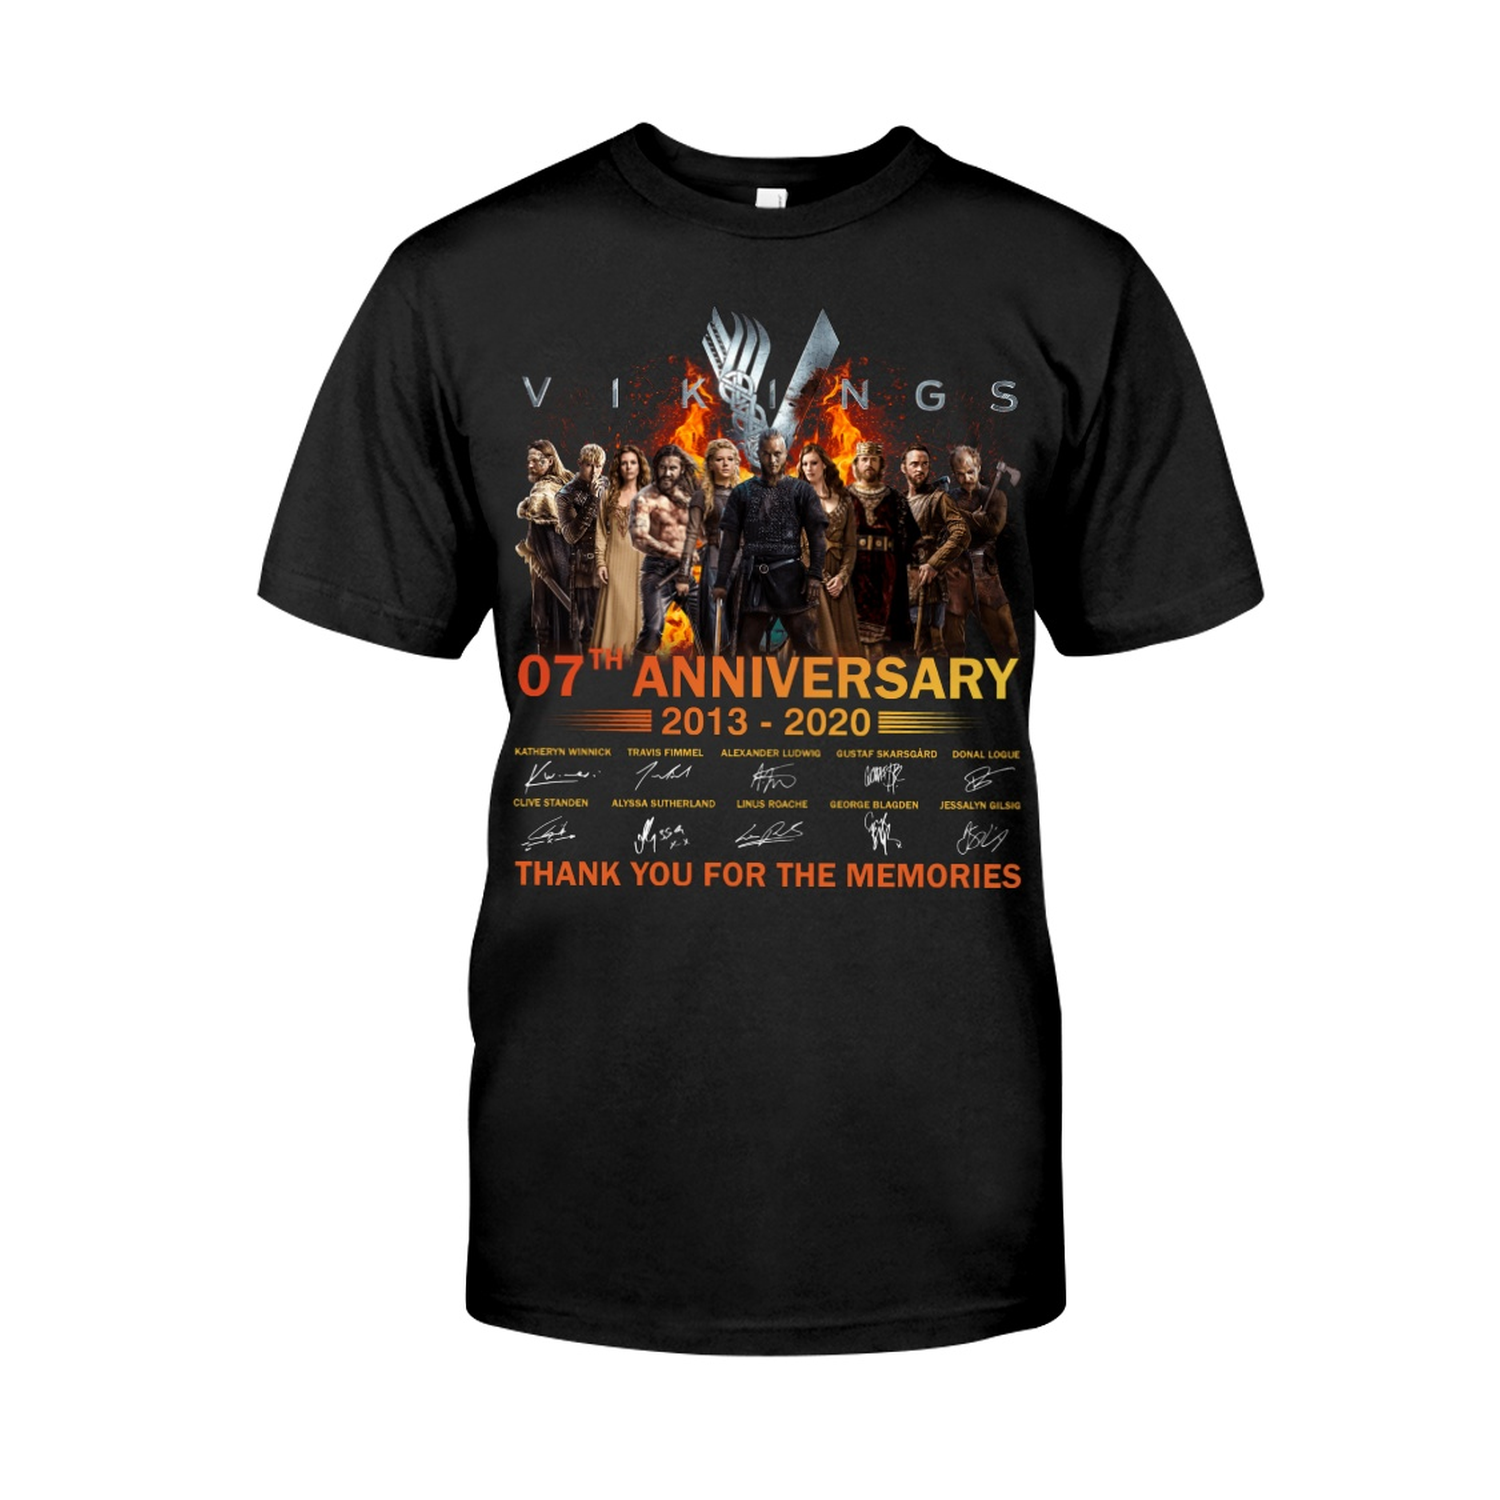 VIKINGS
07TH ANNIVERSARY
2013 - 2020
KATHERYN WINNICK TRAVIS FIMMEL ALEXANDER LUDWIG GUSTAF SKARSGÅRD DONAL LOGUE
CLIVE STANDEN ALYSSA SUTHERLAND LINUS ROACHE GEORGE BLAGDEN JESSALYN GILSIG
THANK YOU FOR THE MEMORIES